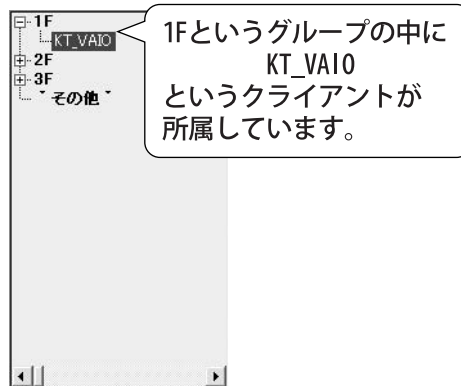 1F
KT_VAIO
2F
3F
゛その他゛
1Fというグループの中に
KT_VAIO
というクライアントが
所属しています。